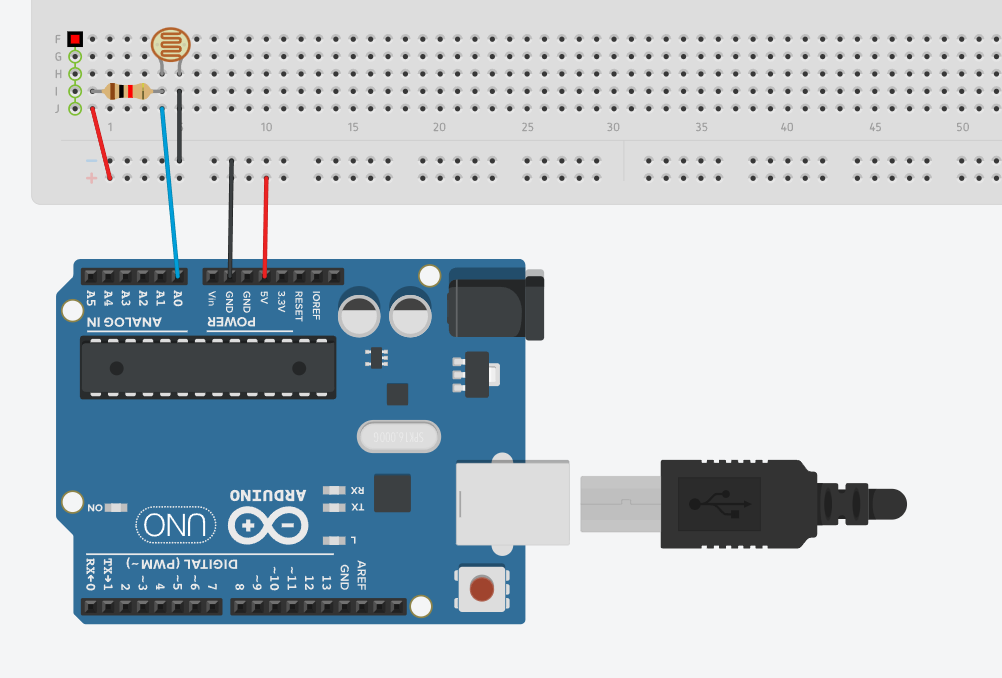 F
G
H
I
J
1 5 10 15 20 25 30 35 40 45 50
−
+
A5 A4 A3 A2 A1 A0 Vin GND GND 5V 3.3V RESET IOREF
ANALOG IN POWER
SPK16.000G
ON
UNO
ARDUINO
RX
TX
L
DIGITAL (PWM~)
RX←0 TX→1 2 ~3 4 ~5 ~6 7 8 ~9 ~10 ~11 12 13 GND AREF